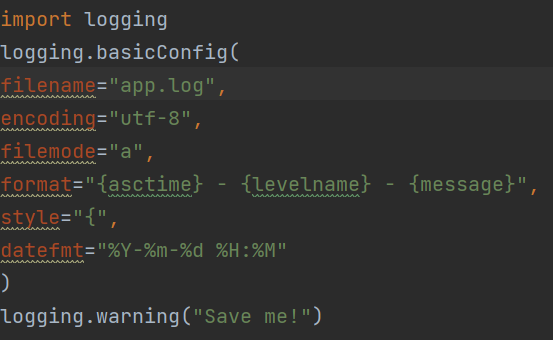 import logging
logging.basicConfig(
filename="app.log",
encoding="utf-8",
filemode="a",
format="{asctime} - {levelname} - {message}",
style="{",
datefmt="%Y-%m-%d %H:%M"
)
logging.warning("Save me!")